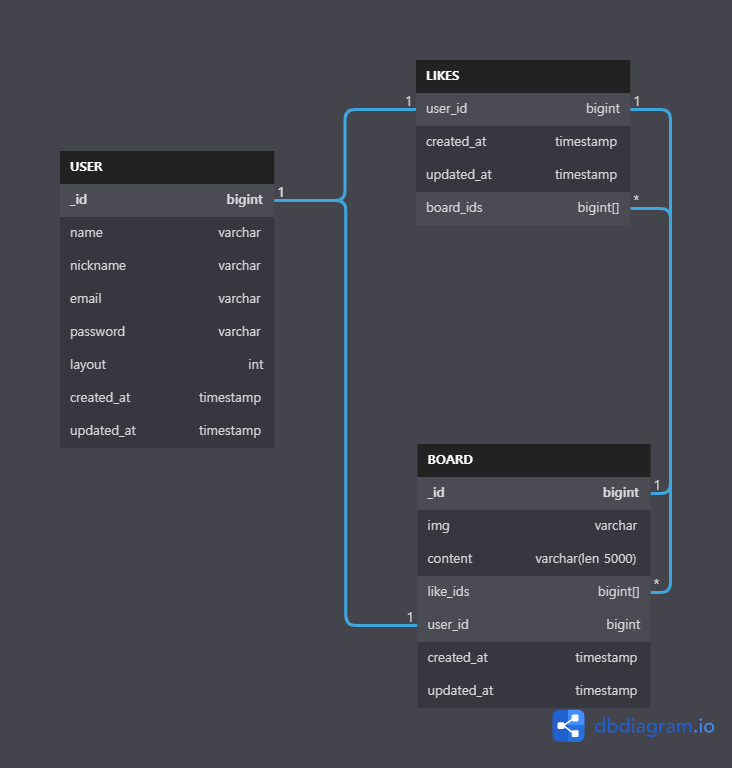 USER
_id bigint
name varchar
nickname varchar
email varchar
password varchar
layout int
created_at timestamp
updated_at timestamp
1
1
LIKES
user_id bigint
created_at timestamp
updated_at timestamp
board_ids bigint[]
1
*
BOARD
_id bigint
img varchar
content varchar(len 5000)
like_ids bigint[]
user_id bigint
created_at timestamp
updated_at timestamp
1
*
1
dbdiagram.io